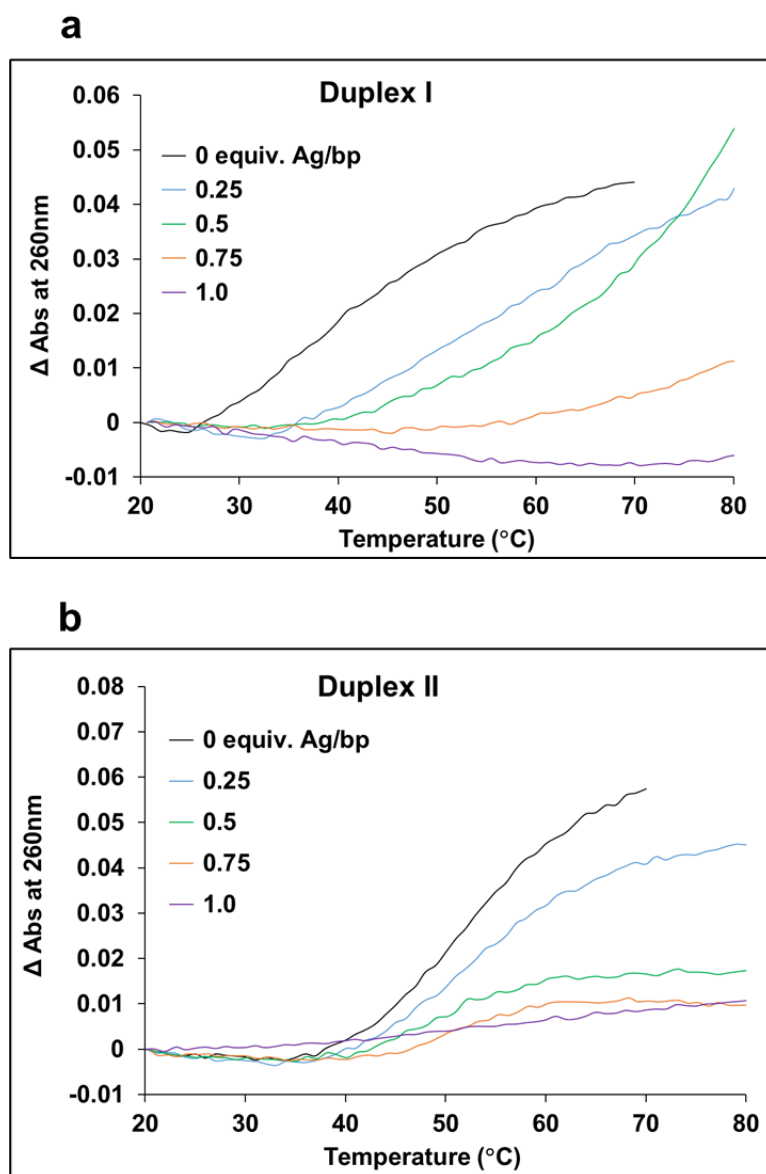 a
Duplex I
0.06
0.05
0.04
0.03
0.02
0.01
0
-0.01
Δ Abs at 260nm
0 equiv. Ag/bp
0.25
0.5
0.75
1.0
20 30 40 50 60 70 80
Temperature (°C)
b
Duplex II
0.08
0.07
0.06
0.05
0.04
0.03
0.02
0.01
0
-0.01
Δ Abs at 260nm
0 equiv. Ag/bp
0.25
0.5
0.75
1.0
20 30 40 50 60 70 80
Temperature (°C)